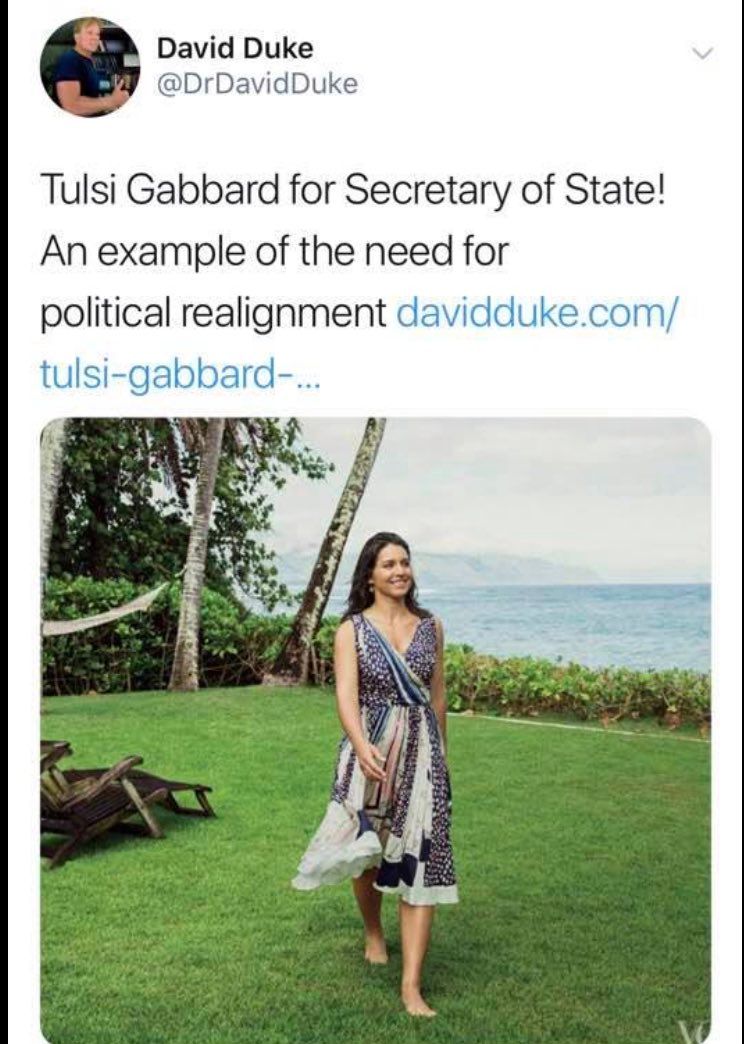 David Duke
@DrDavidDuke
Tulsi Gabbard for Secretary of State!
An example of the need for
political realignment davidduke.com/
tulsi-gabbard-...